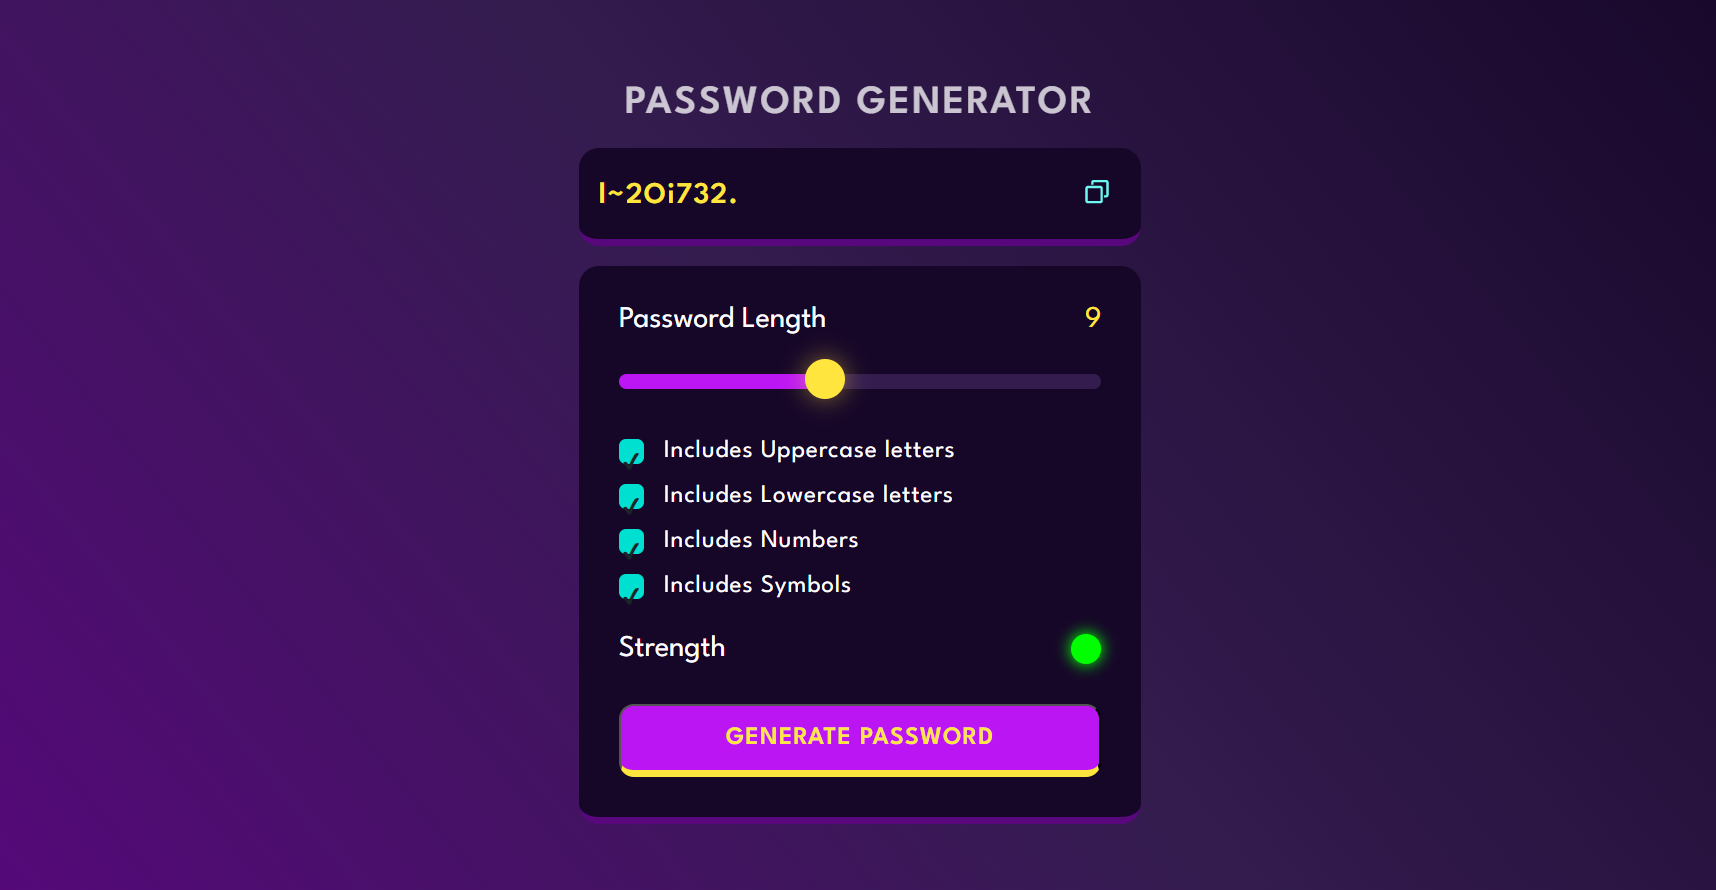 PASSWORD GENERATOR
l~2Oi732.
Password Length 9
Includes Uppercase letters
Includes Lowercase letters
Includes Numbers
Includes Symbols
Strength
GENERATE PASSWORD